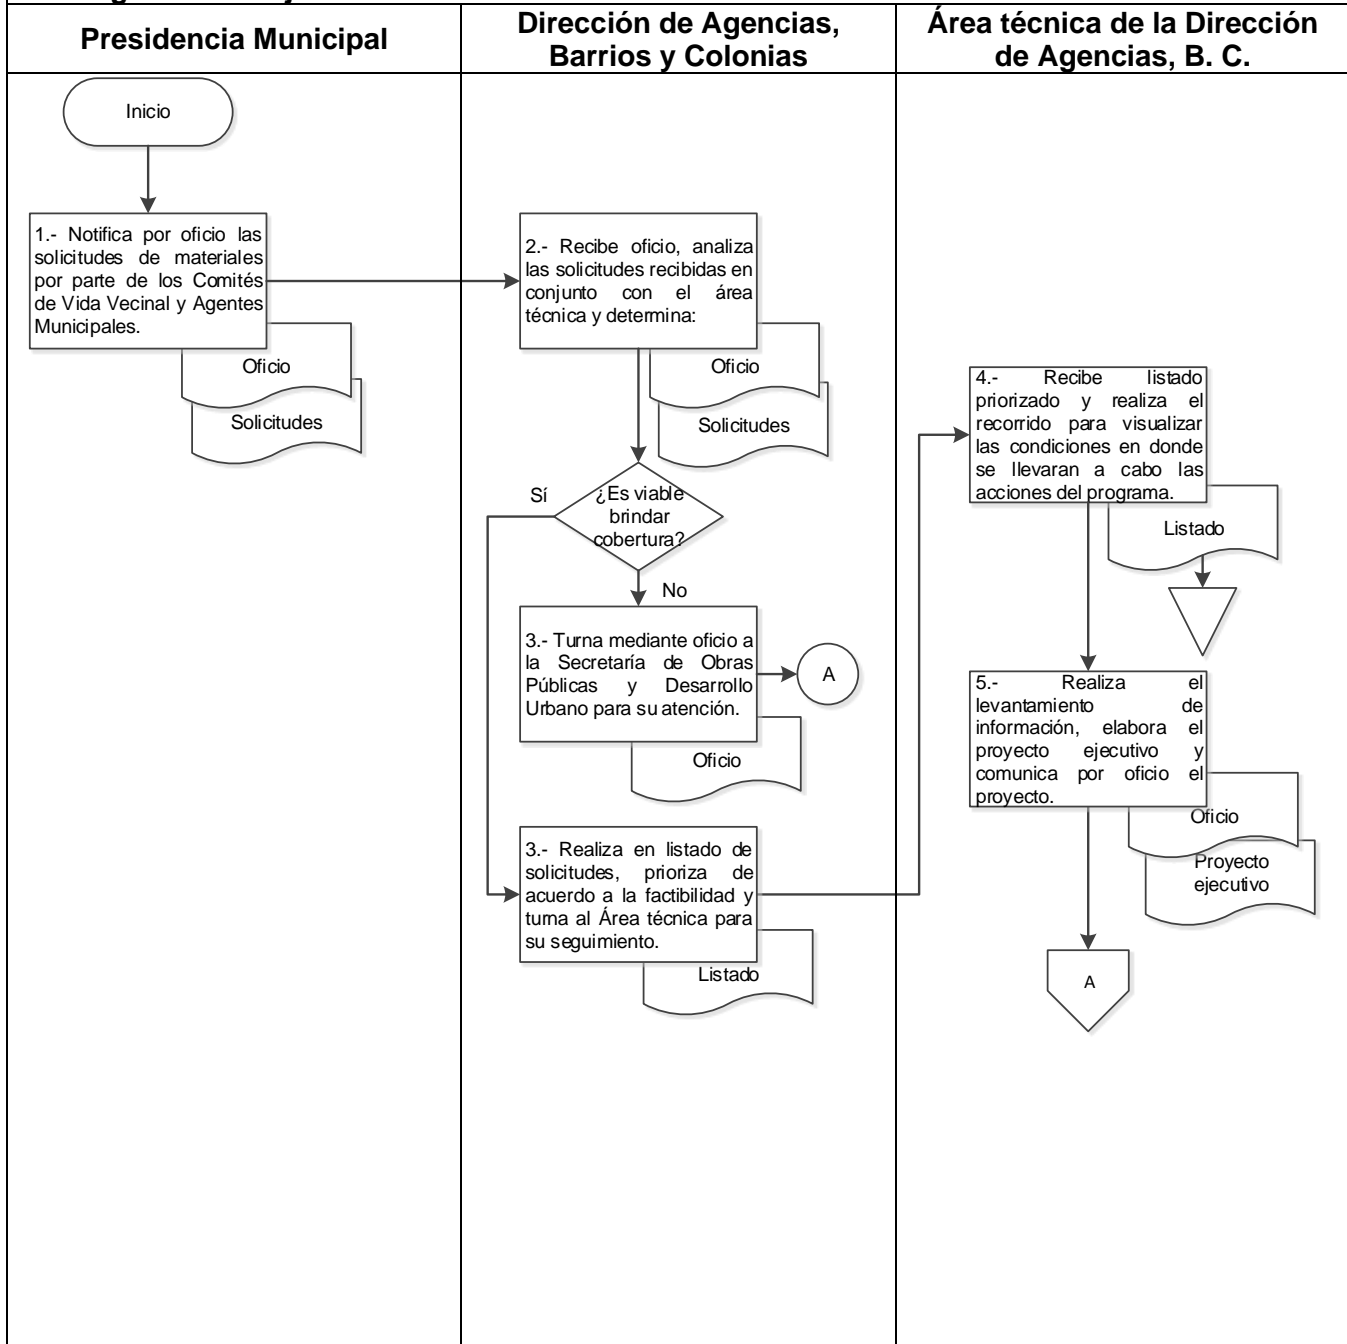 Presidencia Municipal
Dirección de Agencias,
Barrios y Colonias
Área técnica de la Dirección
de Agencias, B. C.
Inicio
1.- Notifica por oficio las
solicitudes de materiales
por parte de los Comités
de Vida Vecinal y Agentes
Municipales.
Oficio
Solicitudes
2.- Recibe oficio, analiza
las solicitudes recibidas en
conjunto con el área
técnica y determina:
Oficio
Solicitudes
¿Es viable
brindar
cobertura?
Sí
No
3.- Turna mediante oficio a
la Secretaría de Obras
Públicas y Desarrollo
Urbano para su atención.
A
Oficio
3.- Realiza en listado de
solicitudes, prioriza de
acuerdo a la factibilidad y
turna al Área técnica para
su seguimiento.
Listado
4.- Recibe listado
priorizado y realiza el
recorrido para visualizar
las condiciones en donde
se llevaran a cabo las
acciones del programa.
Listado
5.- Realiza el
levantamiento de
información, elabora el
proyecto ejecutivo y
comunica por oficio el
proyecto.
Oficio
Proyecto
ejecutivo
A